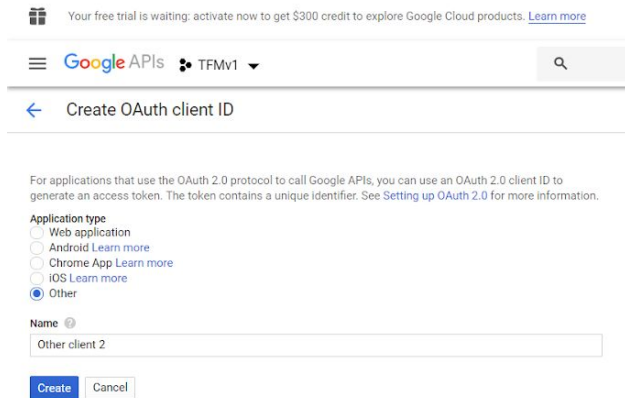 Your free trial is waiting: activate now to get $300 credit to explore Google Cloud products. Learn more
Google APIs TFMv1
Create OAuth client ID
For applications that use the OAuth 2.0 protocol to call Google APIs, you can use an OAuth 2.0 client ID to
generate an access token. The token contains a unique identifier. See Setting up OAuth 2.0 for more information.
Application type
Web application
Android Learn more
Chrome App Learn more
iOS Learn more
Other
Name ?
Other client 2
Create Cancel